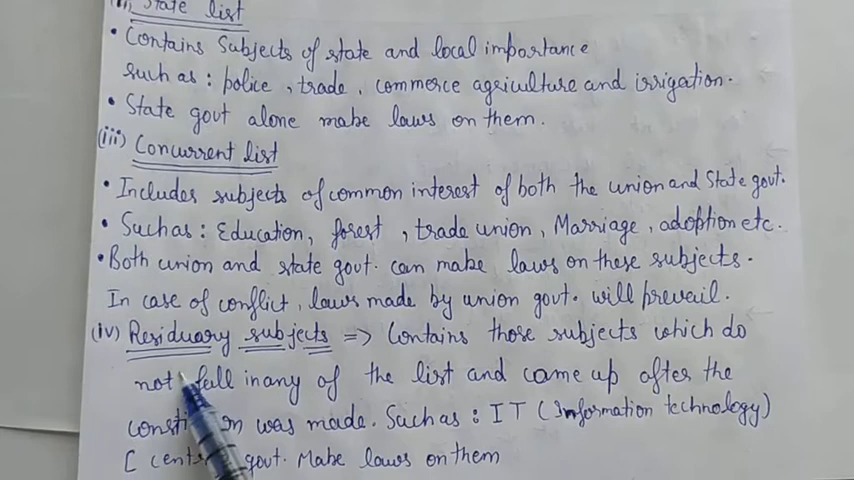 (ii) State list
• Contains Subjects of state and local importance
such as : police , trade , commerce agriculture and irrigation.
• State govt alone make laws on them.
(iii) Concurrent list
• Includes subjects of common interest of both the union and State govt.
• Such as : Education, forest , trade union , Marriage , adoption etc.
• Both union and state govt. can make laws on these subjects.
In case of conflict , laws made by union govt. will prevail.
(iv) Residuary subjects => Contains those subjects which do
not fall in any of the list and came up after the
was made. Such as : IT (Information technology)
[ govt. Make laws on them